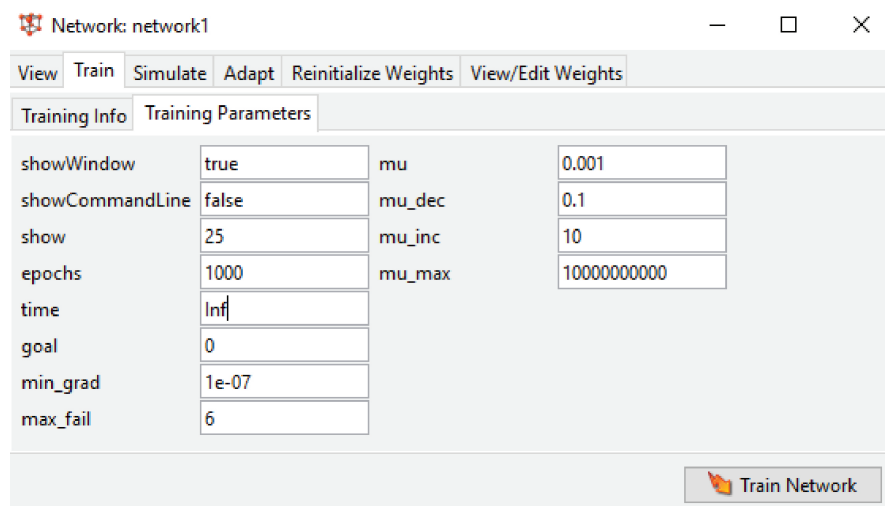 Network: network1
View Train Simulate Adapt Reinitialize Weights View/Edit Weights
Training Info Training Parameters
showWindow true mu 0.001
showCommandLine false mu_dec 0.1
show 25 mu_inc 10
epochs 1000 mu_max 10000000000
time Inf
goal 0
min_grad 1e-07
max_fail 6
Train Network